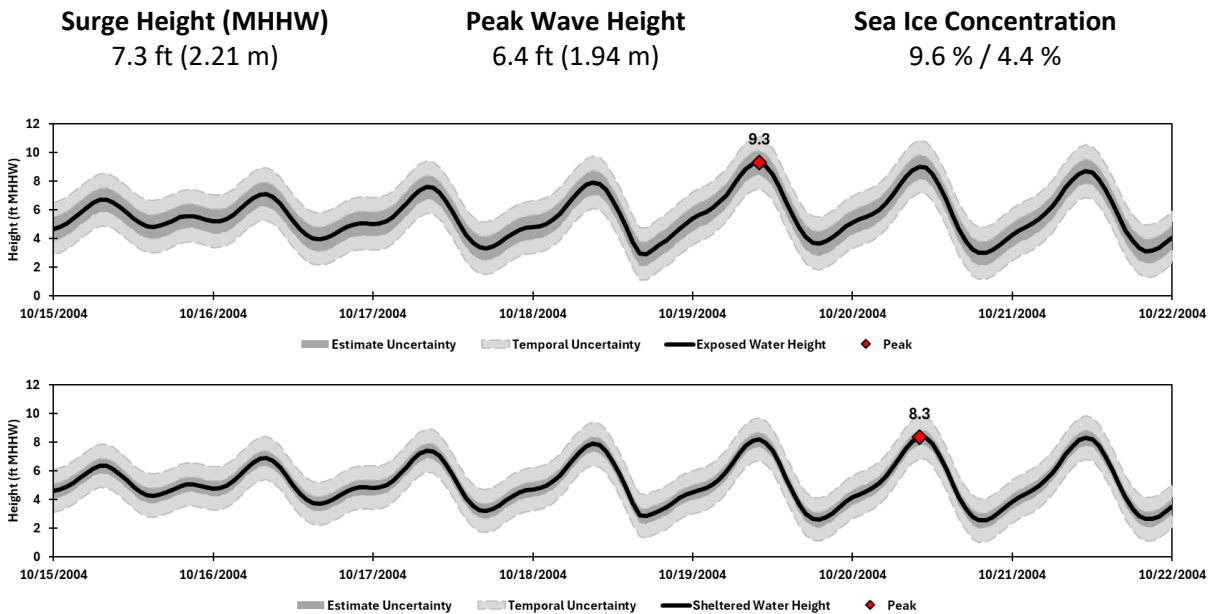 Surge Height (MHHW) Peak Wave Height Sea Ice Concentration
7.3 ft (2.21 m) 6.4 ft (1.94 m) 9.6 % / 4.4 %
Height (ft MHHW)
12
10
8
6
4
2
0
9.3
10/15/2004 10/16/2004 10/17/2004 10/18/2004 10/19/2004 10/20/2004 10/21/2004 10/22/2004
Estimate Uncertainty Temporal Uncertainty Exposed Water Height Peak
Height (ft MHHW)
12
10
8
6
4
2
0
8.3
10/15/2004 10/16/2004 10/17/2004 10/18/2004 10/19/2004 10/20/2004 10/21/2004 10/22/2004
Estimate Uncertainty Temporal Uncertainty Sheltered Water Height Peak